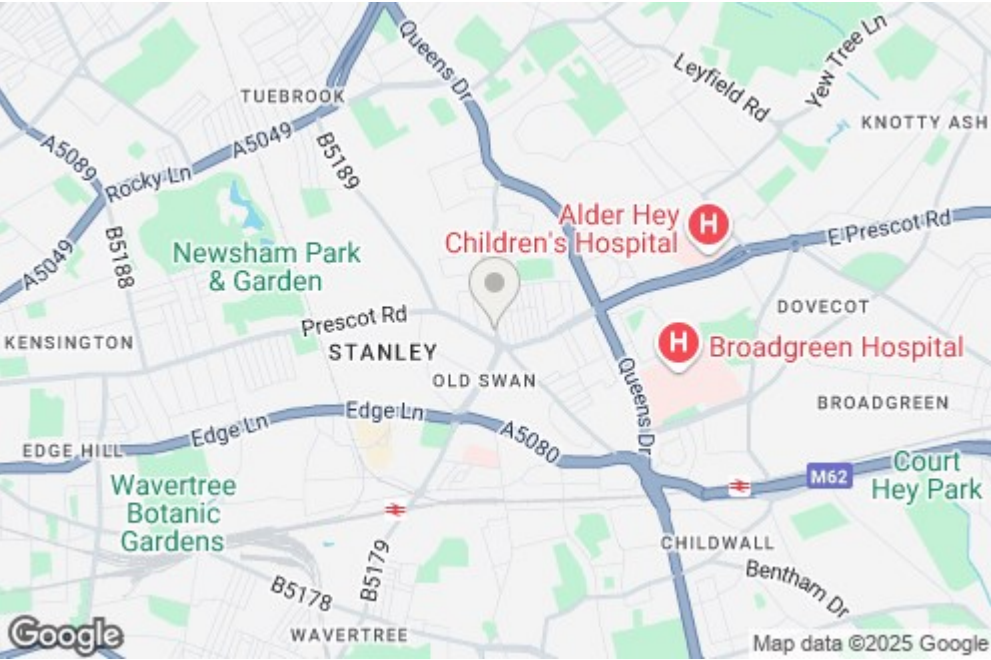 Queens Dr
Leyfield Rd
Yew Tree Ln
TUEBROOK
KNOTTY ASH
A5049
A5089
B5189
Rocky Ln
Alder Hey
Children's Hospital
H
E Prescot Rd
B5188
A5049
Newsham Park
& Garden
DOVECOT
Prescot Rd
KENSINGTON
STANLEY
H
Broadgreen Hospital
OLD SWAN
Queens Dr
BROADGREEN
Edge Ln
Edge Ln
A5080
EDGE HILL
M62
Court
Hey Park
Wavertree
Botanic
Gardens
CHILDWALL
B5179
Bentham Dr
B5178
WAVERTREE
Google
Map data ©2025 Google